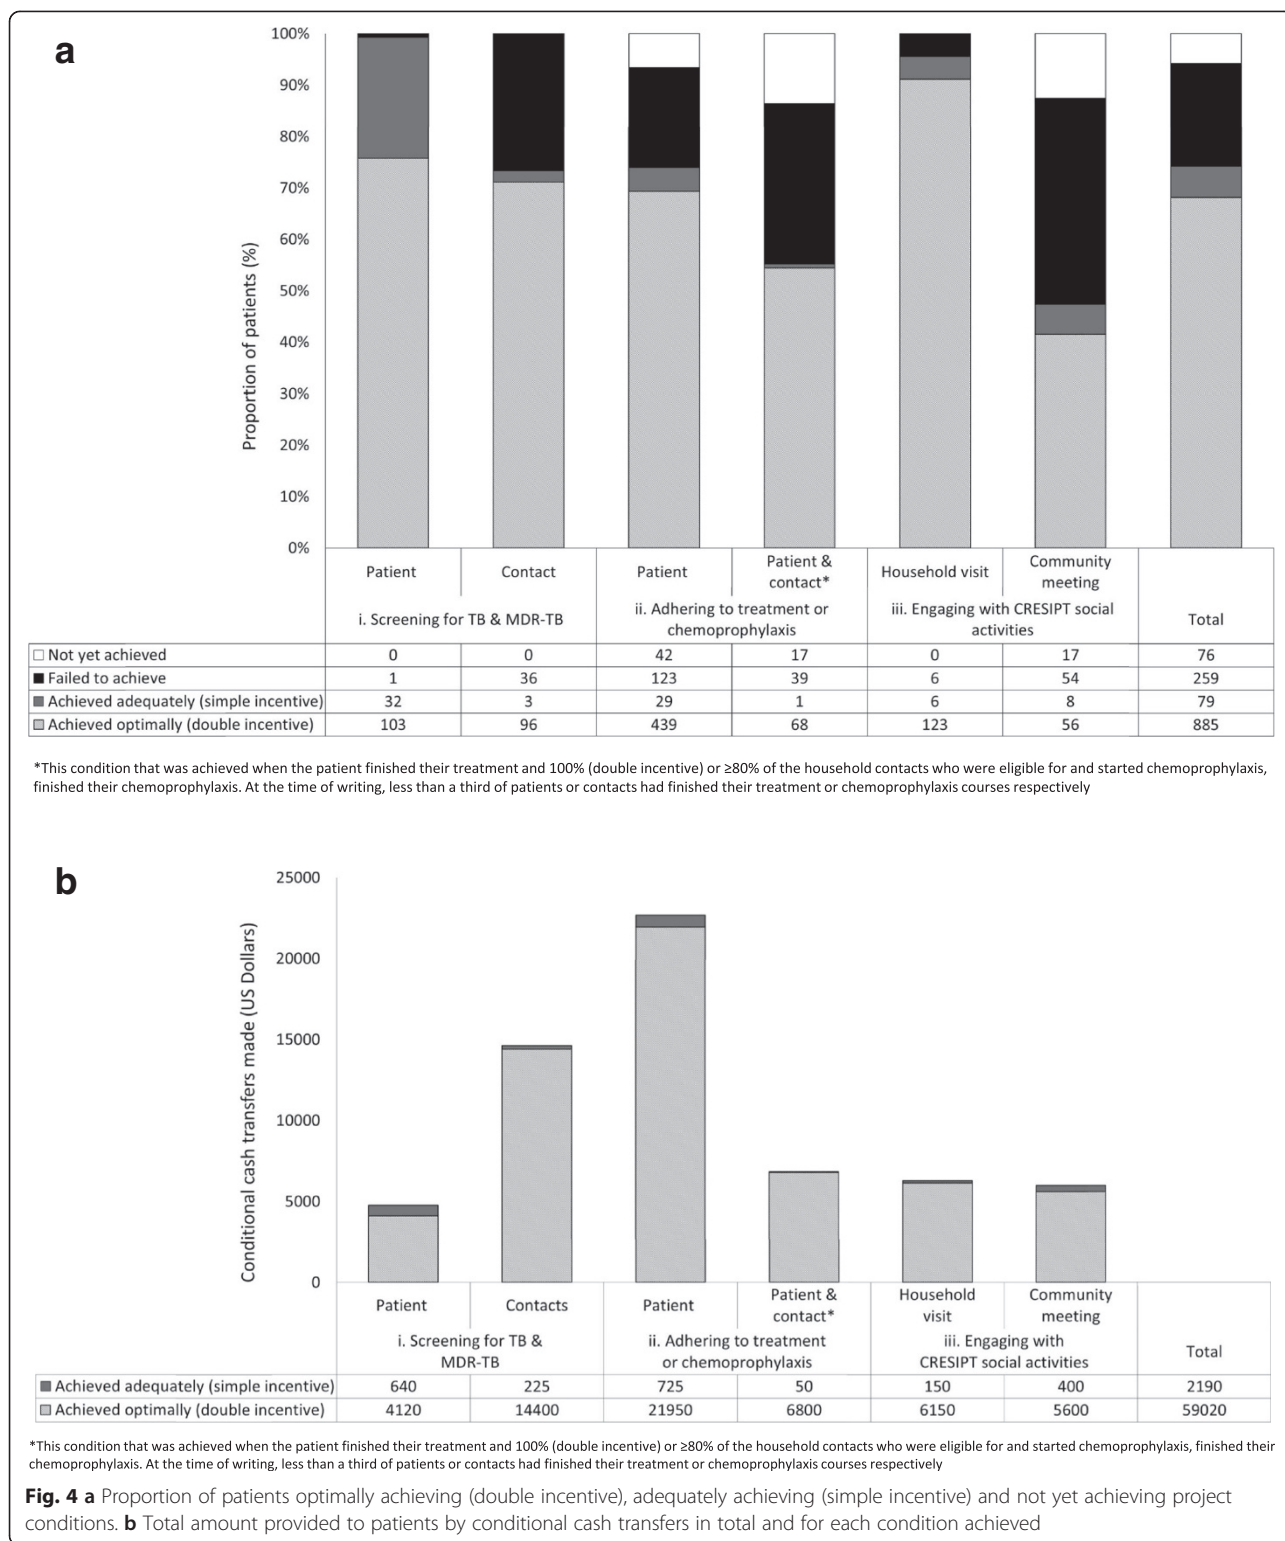 a
100%
90%
80%
70%
60%
50%
40%
30%
20%
10%
0%
Proportion of patients (%)
Patient Contact Patient Patient & contact* Household visit Community meeting
i. Screening for TB & MDR-TB ii. Adhering to treatment or chemoprophylaxis iii. Engaging with CRESIPT social activities Total
Not yet achieved 0 0 42 17 0 17 76
Failed to achieve 1 36 123 39 6 54 259
Achieved adequately (simple incentive) 32 3 29 1 6 8 79
Achieved optimally (double incentive) 103 96 439 68 123 56 885
*This condition that was achieved when the patient finished their treatment and 100% (double incentive) or ≥80% of the household contacts who were eligible for and started chemoprophylaxis,
finished their chemoprophylaxis. At the time of writing, less than a third of patients or contacts had finished their treatment or chemoprophylaxis courses respectively
b
25000
20000
15000
10000
5000
0
Conditional cash transfers made (US Dollars)
Patient Contacts Patient Patient & contact* Household visit Community meeting
i. Screening for TB & MDR-TB ii. Adhering to treatment or chemoprophylaxis iii. Engaging with CRESIPT social activities Total
Achieved adequately (simple incentive) 640 225 725 50 150 400 2190
Achieved optimally (double incentive) 4120 14400 21950 6800 6150 5600 59020
*This condition that was achieved when the patient finished their treatment and 100% (double incentive) or ≥80% of the household contacts who were eligible for and started chemoprophylaxis, finished their
chemoprophylaxis. At the time of writing, less than a third of patients or contacts had finished their treatment or chemoprophylaxis courses respectively
Fig. 4 a Proportion of patients optimally achieving (double incentive), adequately achieving (simple incentive) and not yet achieving project
conditions. b Total amount provided to patients by conditional cash transfers in total and for each condition achieved